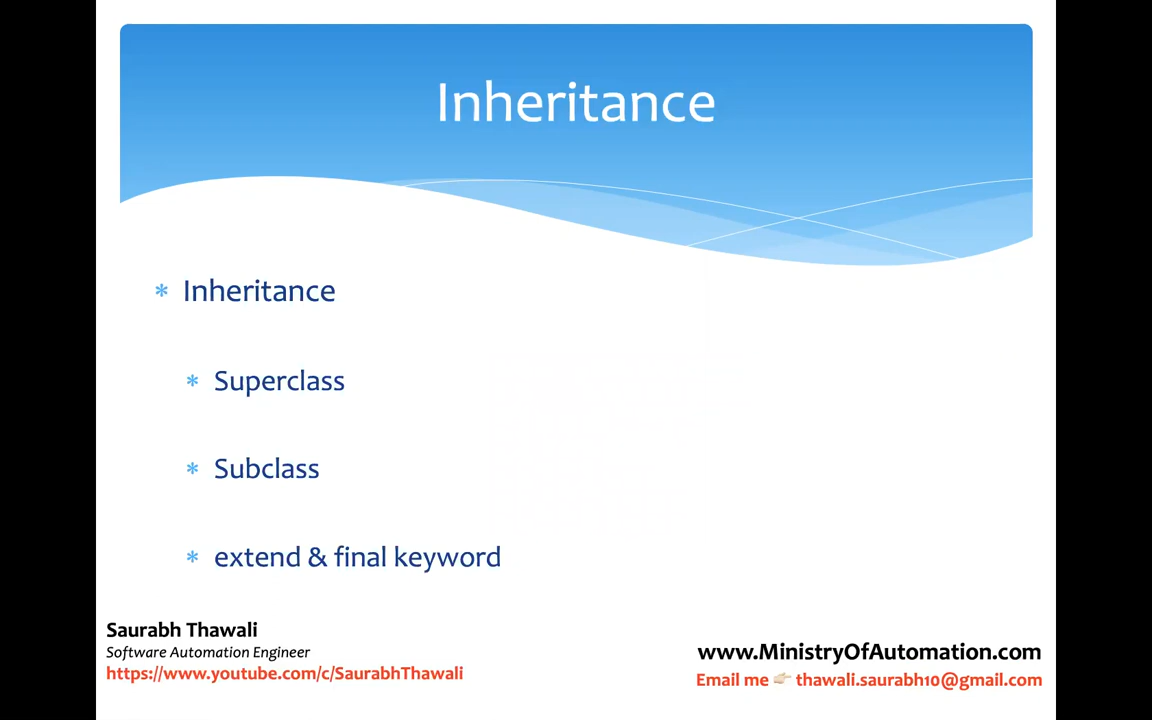 Inheritance
* Inheritance
* Superclass
* Subclass
* extend & final keyword
Saurabh Thawali
Software Automation Engineer
https://www.youtube.com/c/SaurabhThawali
www.MinistryOfAutomation.com
Email me 👉🏻 thawali.saurabh10@gmail.com